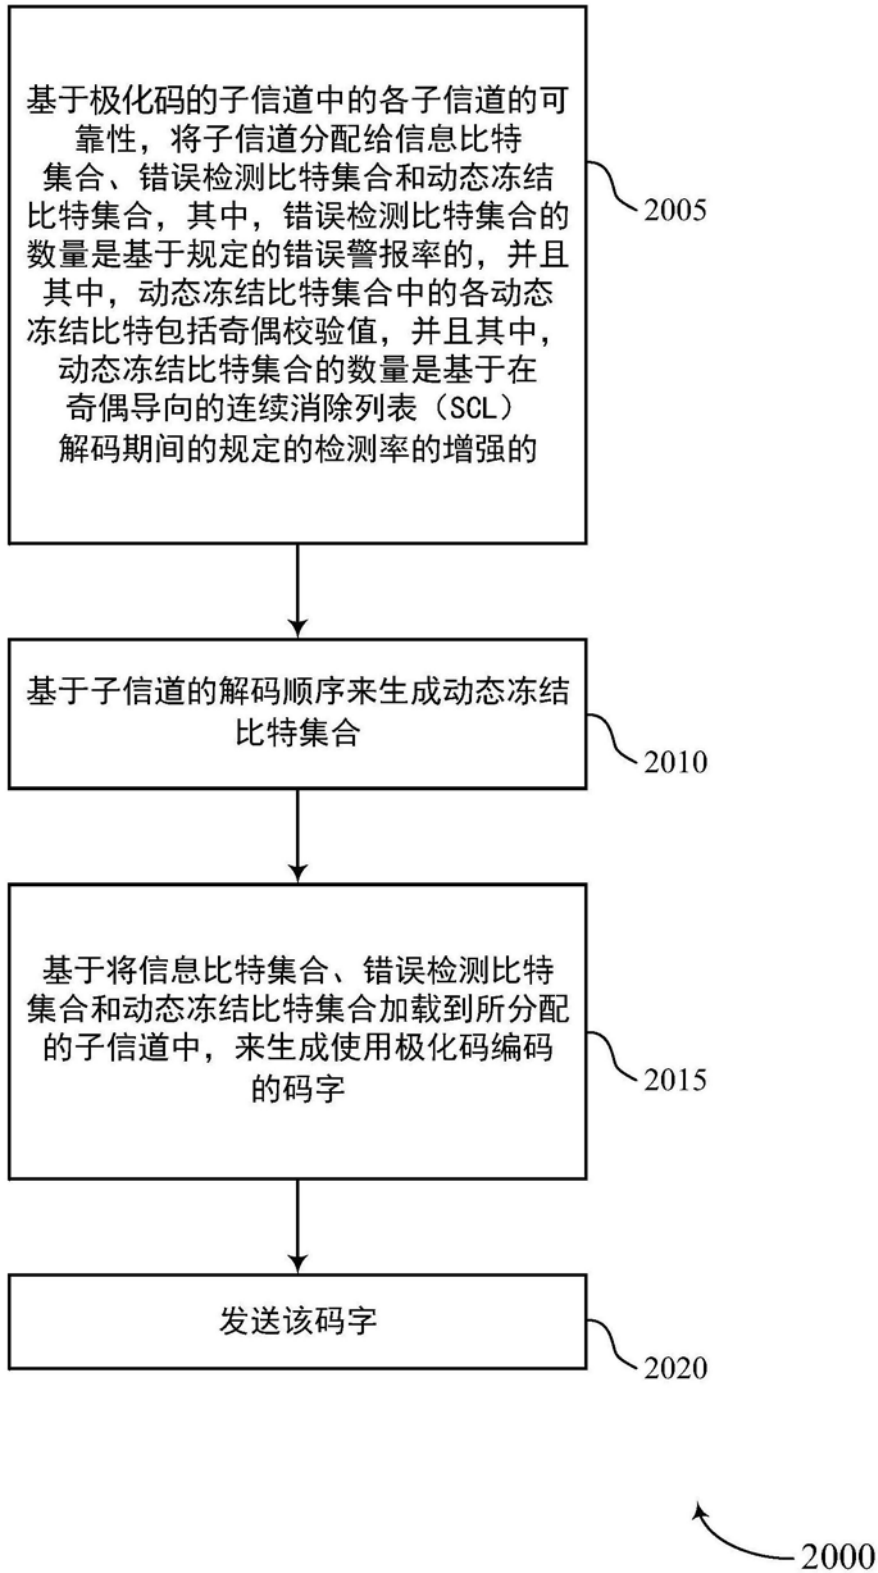 基于极化码的子信道中的各子信道的可
靠性，将子信道分配给信息比特
集合、错误检测比特集合和动态冻结
比特集合，其中，错误检测比特集合的
数量是基于规定的错误警报率的，并且
其中，动态冻结比特集合中的各动态
冻结比特包括奇偶校验值，并且其中，
动态冻结比特集合的数量是基于在
奇偶导向的连续消除列表（SCL）
解码期间的规定的检测率的增强的
2005
基于子信道的解码顺序来生成动态冻结
比特集合
2010
基于将信息比特集合、错误检测比特
集合和动态冻结比特集合加载到所分配
的子信道中，来生成使用极化码编码
的码字
2015
发送该码字
2020
2000